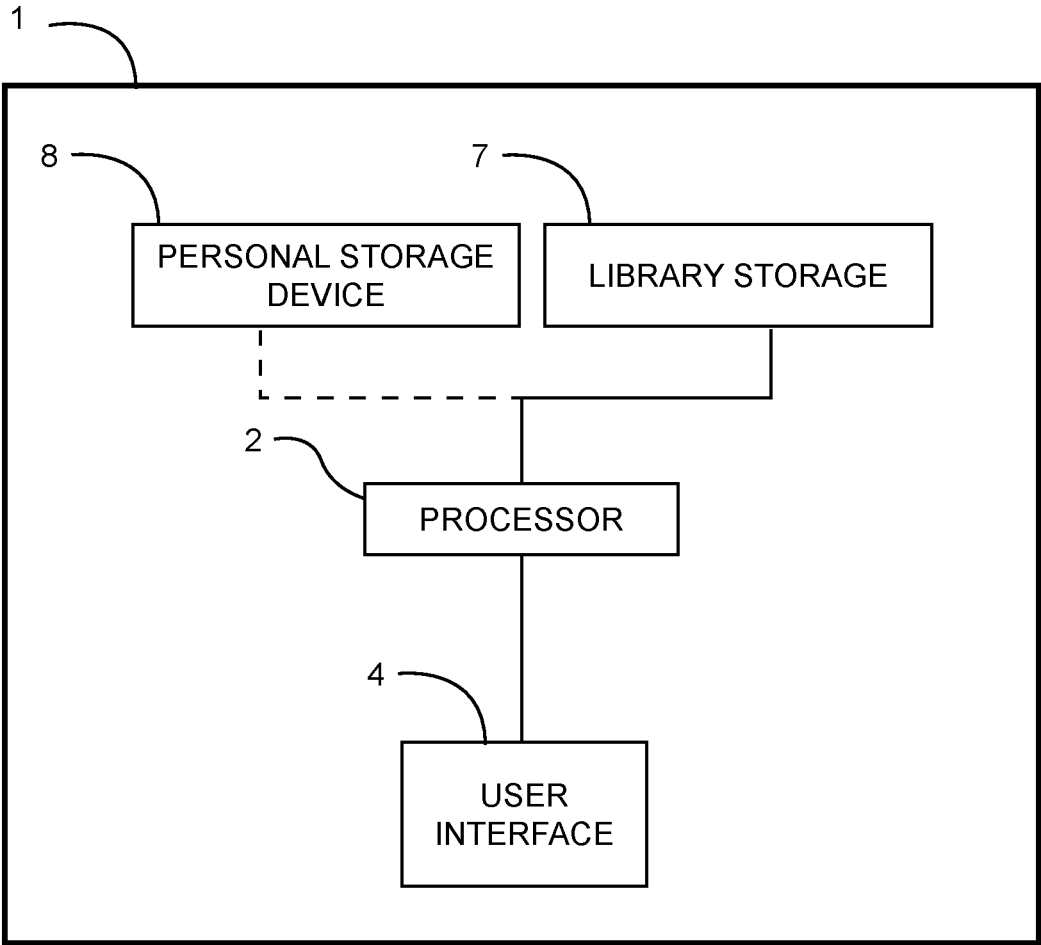 1
8
7
PERSONAL STORAGE
DEVICE
LIBRARY STORAGE
2
PROCESSOR
4
USER
INTERFACE